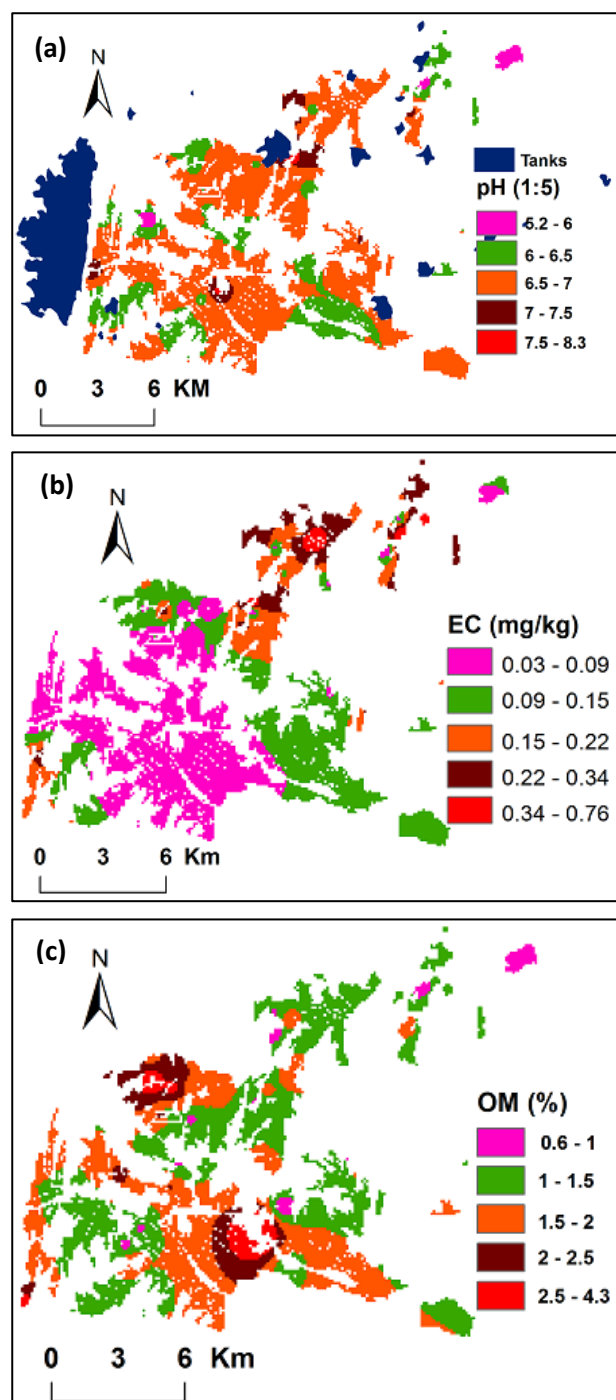 (a)
N
Tanks
pH (1:5)
5.2 - 6
6 - 6.5
6.5 - 7
7 - 7.5
7.5 - 8.3
0 3 6 KM
(b)
N
EC (mg/kg)
0.03 - 0.09
0.09 - 0.15
0.15 - 0.22
0.22 - 0.34
0.34 - 0.76
0 3 6 Km
(c)
N
OM (%)
0.6 - 1
1 - 1.5
1.5 - 2
2 - 2.5
2.5 - 4.3
0 3 6 Km